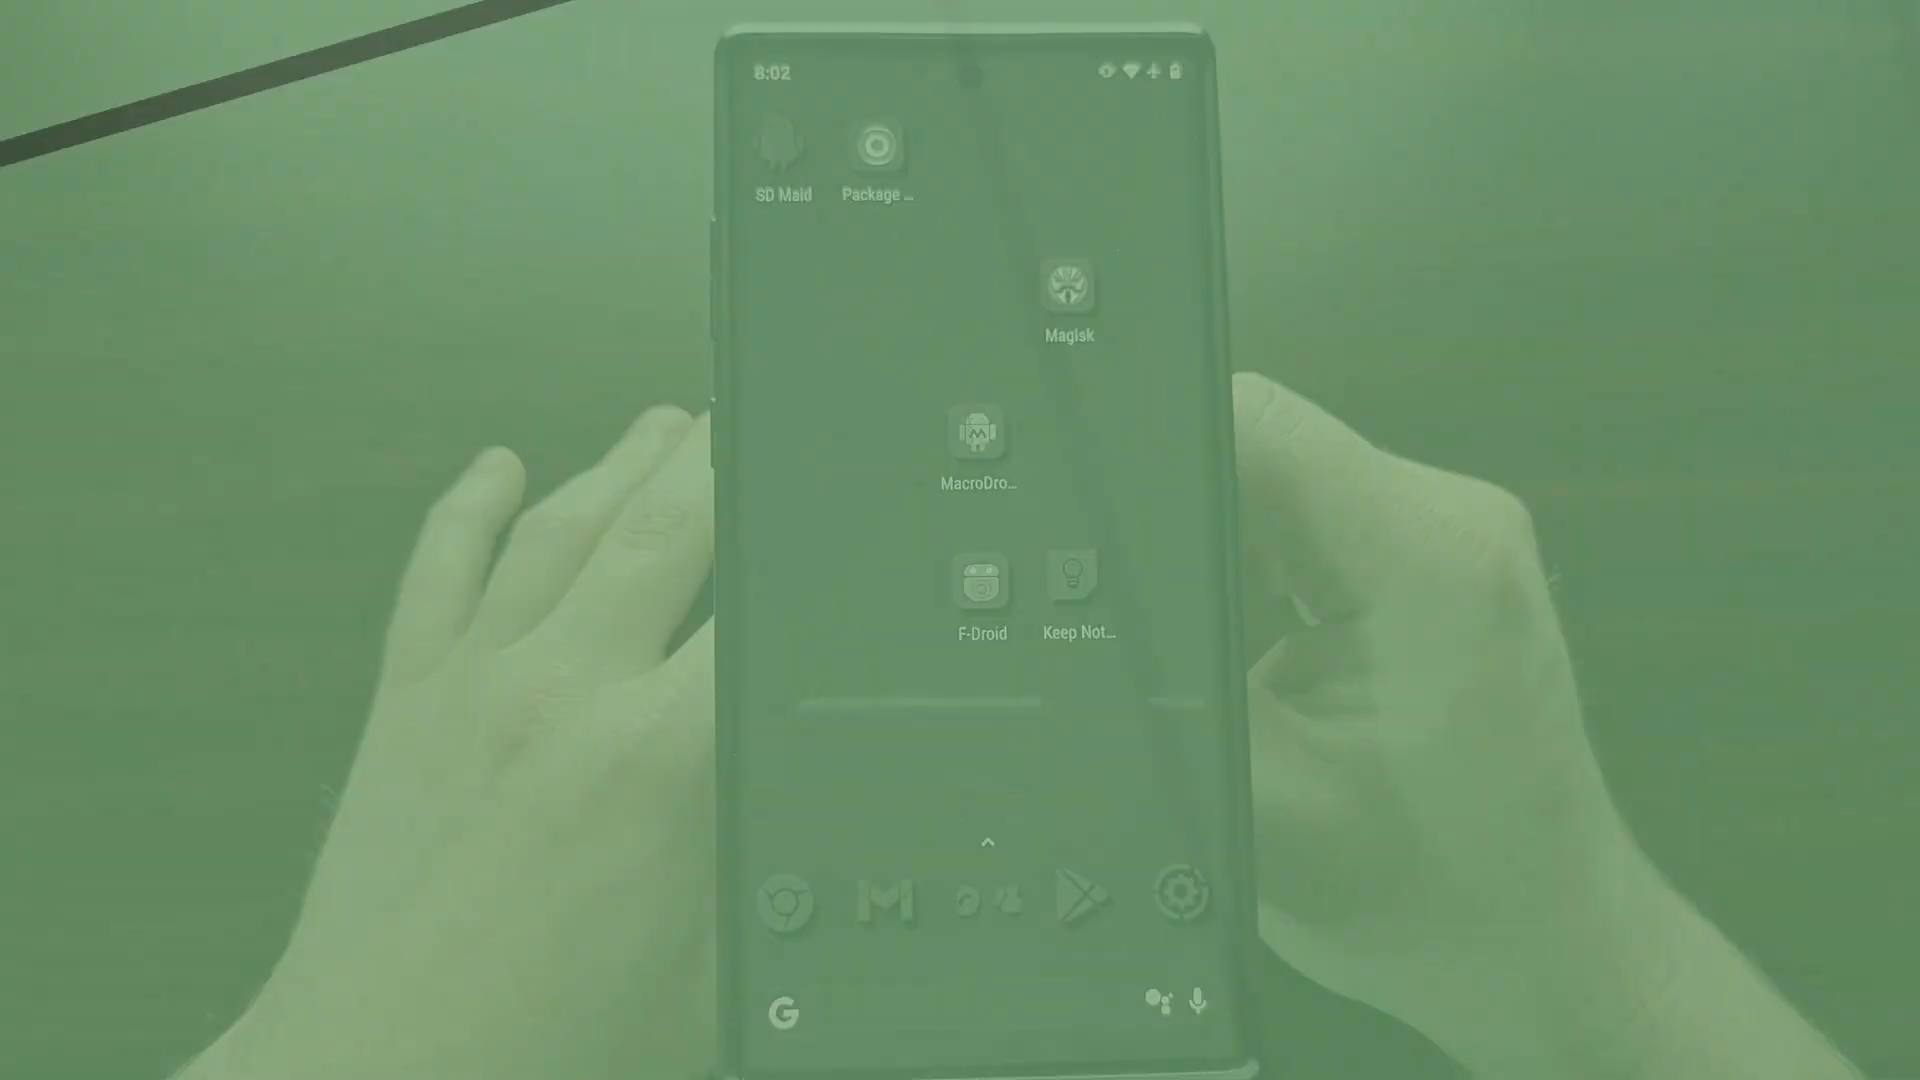 8:02
SD Maid Package ...
Magisk
MacroDro...
F-Droid Keep Not...